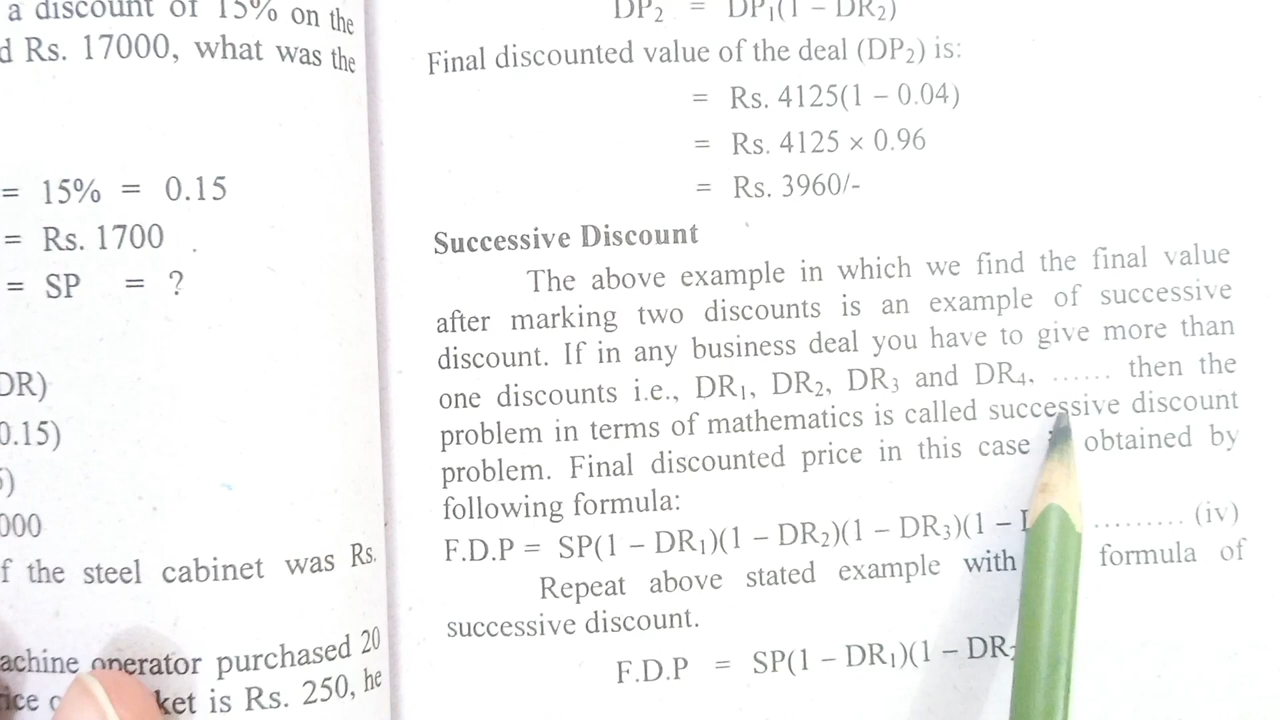 a discount of 15% on the
Rs. 17000, what was the
= 15% = 0.15
= Rs. 1700
= SP = ?
DR)
0.15)
)
000
f the steel cabinet was Rs.
achine operator purchased 20
ket is Rs. 250, he
DP₂ = DP₁(1 – DR₂)
Final discounted value of the deal (DP₂) is:
= Rs. 4125(1 – 0.04)
= Rs. 4125 × 0.96
= Rs. 3960/-
Successive Discount
The above example in which we find the final value
after marking two discounts is an example of successive
discount. If in any business deal you have to give more than
one discounts i.e., DR₁, DR₂, DR₃ and DR₄, ...... then the
problem in terms of mathematics is called successive discount
problem. Final discounted price in this case obtained by
following formula:
F.D.P = SP(1 – DR₁)(1 – DR₂)(1 – DR₃)(1 – ......... (iv)
Repeat above stated example with formula of
successive discount.
F.D.P = SP(1 – DR₁)(1 – DR₂